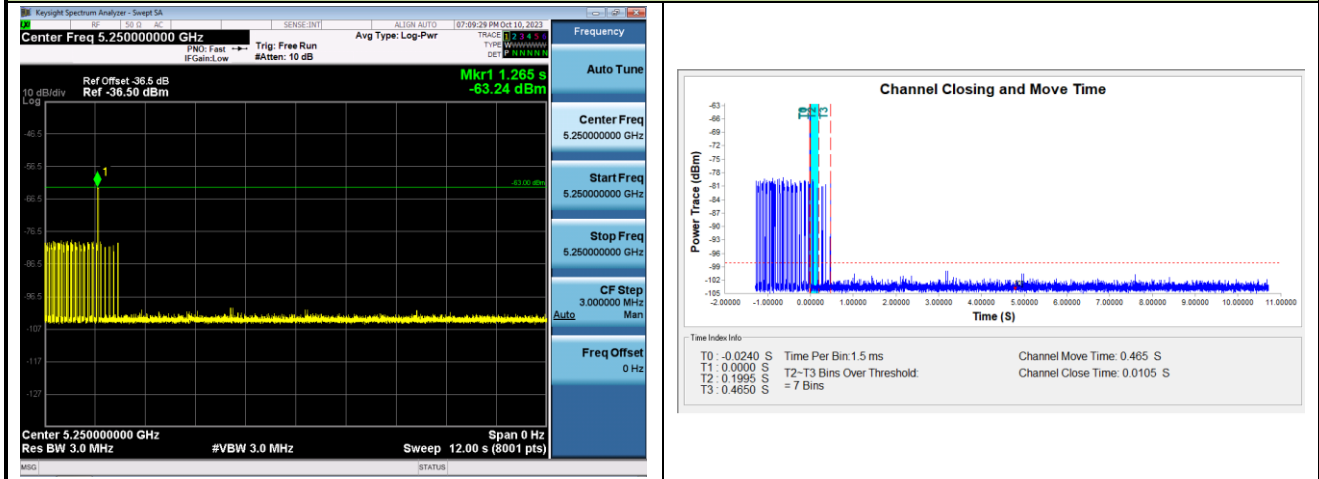 Keysight Spectrum Analyzer - Swept SA
RF 50 Ω AC SENSE:INT ALIGN AUTO 07:09:29 PM Oct 10, 2023
Center Freq 5.250000000 GHz Avg Type: Log-Pwr TRACE 1 2 3 4 5 6
PNO: Fast Trig: Free Run TYPE WWWWWW
IFGain:Low #Atten: 10 dB DET P N N N N N
Ref Offset -36.5 dB Mkr1 1.265 s
10 dB/div Ref -36.50 dBm -63.24 dBm
Log
-46.5
-56.5
1
-63.00 dBm
-66.5
-76.5
-86.5
-96.5
-107
-117
-127
Center 5.250000000 GHz Span 0 Hz
Res BW 3.0 MHz #VBW 3.0 MHz Sweep 12.00 s (8001 pts)
MSG STATUS
Frequency
Auto Tune
Center Freq
5.250000000 GHz
Start Freq
5.250000000 GHz
Stop Freq
5.250000000 GHz
CF Step
3.000000 MHz
Auto Man
Freq Offset
0 Hz
Channel Closing and Move Time
T0 T2 T3
Power Trace (dBm)
-63
-66
-69
-72
-75
-78
-81
-84
-87
-90
-93
-96
-99
-102
-105
-2.00000 -1.00000 0.00000 1.00000 2.00000 3.00000 4.00000 5.00000 6.00000 7.00000 8.00000 9.00000 10.00000 11.00000
Time (S)
Time Index Info
T0 : -0.0240 S Time Per Bin:1.5 ms Channel Move Time: 0.465 S
T1 : 0.0000 S T2~T3 Bins Over Threshold: Channel Close Time: 0.0105 S
T2 : 0.1995 S = 7 Bins
T3 : 0.4650 S